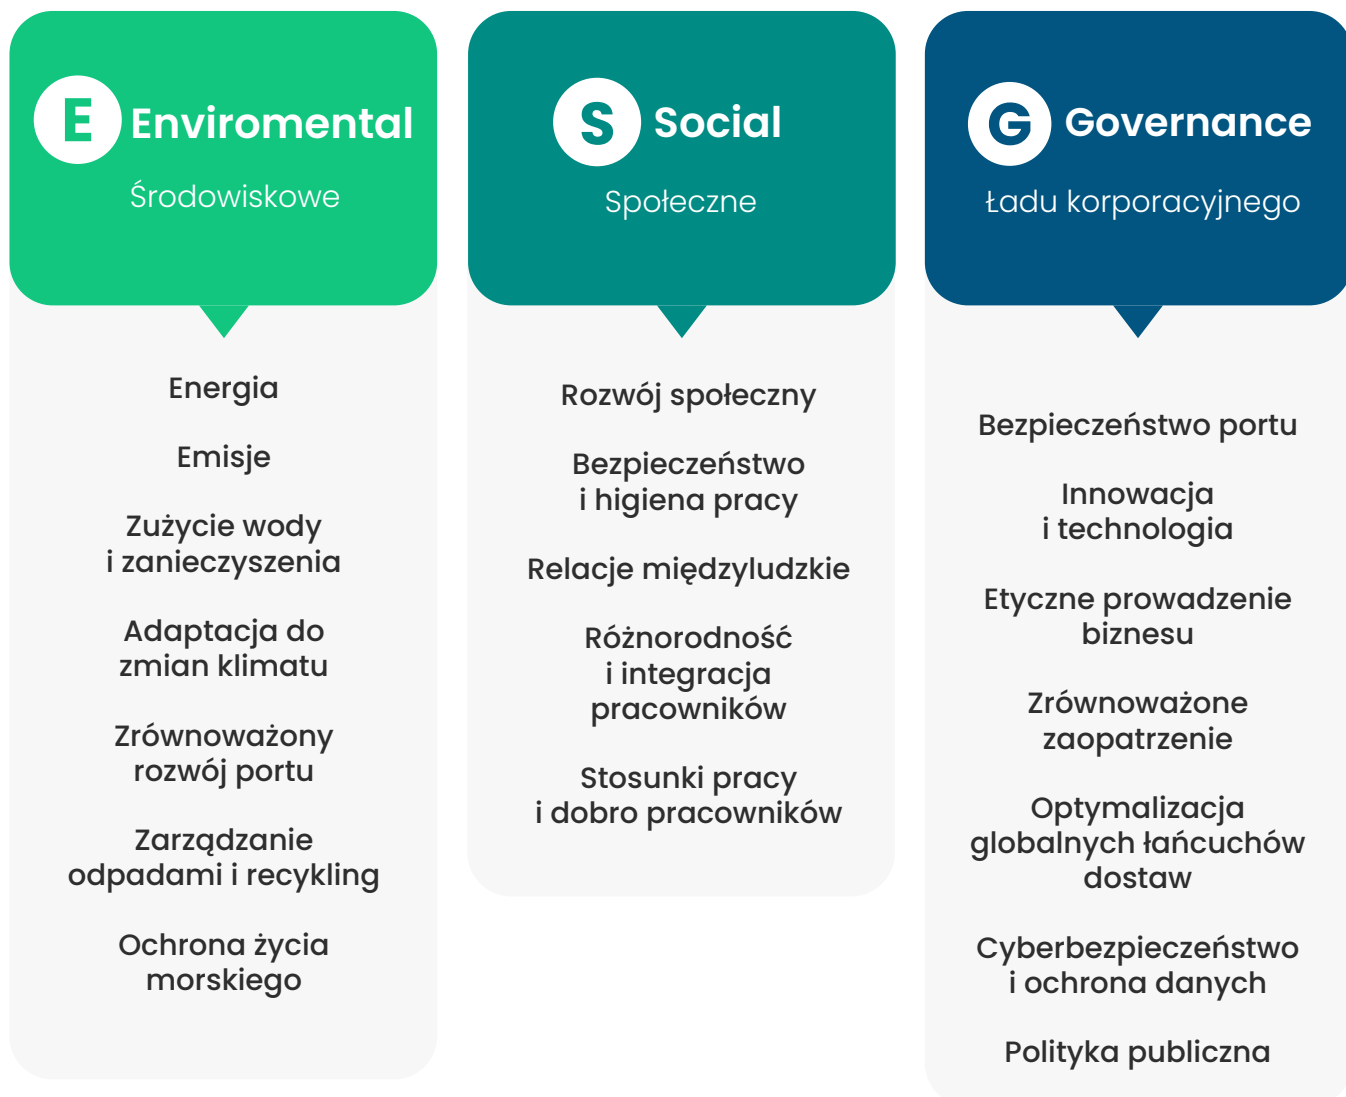 E Enviromental
Środowiskowe
Energia
Emisje
Zużycie wody
i zanieczyszenia
Adaptacja do
zmian klimatu
Zrównoważony
rozwój portu
Zarządzanie
odpadami i recykling
Ochrona życia
morskiego
S Social
Społeczne
Rozwój społeczny
Bezpieczeństwo
i higiena pracy
Relacje międzyludzkie
Różnorodność
i integracja
pracowników
Stosunki pracy
i dobro pracowników
G Governance
Ładu korporacyjnego
Bezpieczeństwo portu
Innowacja
i technologia
Etyczne prowadzenie
biznesu
Zrównoważone
zaopatrzenie
Optymalizacja
globalnych łańcuchów
dostaw
Cyberbezpieczeństwo
i ochrona danych
Polityka publiczna